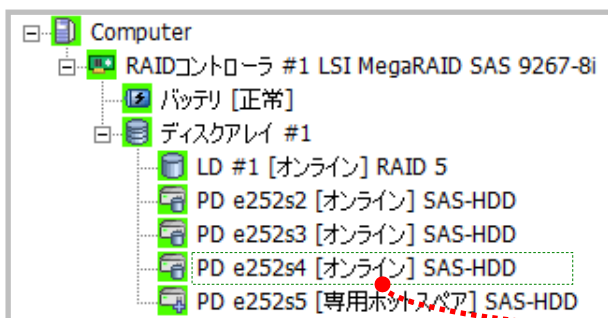 Computer
RAIDコントローラ #1 LSI MegaRAID SAS 9267-8i
バッテリ [正常]
ディスクアレイ #1
LD #1 [オンライン] RAID 5
PD e252s2 [オンライン] SAS-HDD
PD e252s3 [オンライン] SAS-HDD
PD e252s4 [オンライン] SAS-HDD
PD e252s5 [専用ホットスペア] SAS-HDD